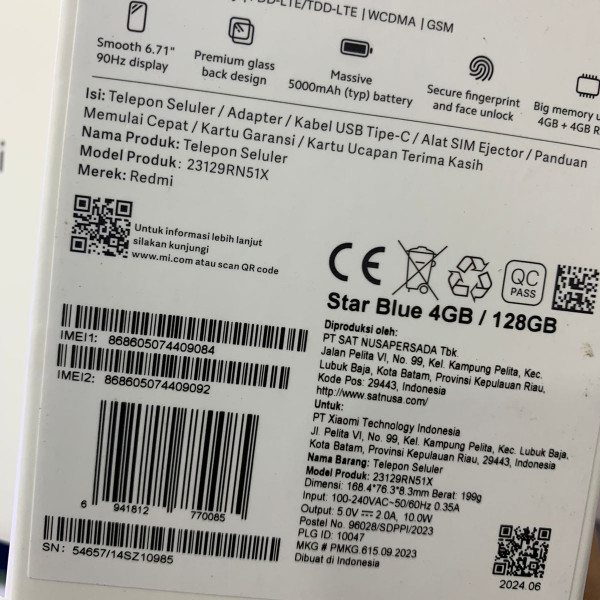 FDD-LTE/TDD-LTE | WCDMA | GSM
Smooth 6.71"
90Hz display
Premium glass
back design
Massive
5000mAh (typ) battery
Secure fingerprint
and face unlock
Big memory
4GB + 4GB
Isi: Telepon Seluler / Adapter / Kabel USB Tipe-C / Alat SIM Ejector / Panduan
Memulai Cepat / Kartu Garansi / Kartu Ucapan Terima Kasih
Nama Produk: Telepon Seluler
Model Produk: 23129RN51X
Merek: Redmi
Untuk informasi lebih lanjut
silakan kunjungi
www.mi.com atau scan QR code
CE
QC
PASS
Star Blue 4GB / 128GB
IMEI1: 868605074409084
IMEI2: 868605074409092
6 941812 770085
SN: 54657/14SZ10985
Diproduksi oleh:
PT SAT NUSAPERSADA Tbk
Jalan Pelita VI, No. 99, Kel. Kampung Pelita, Kec.
Lubuk Baja, Kota Batam, Provinsi Kepulauan Riau,
Kode Pos: 29443, Indonesia
http://www.satnusa.com/
Untuk:
PT Xiaomi Technology Indonesia
Jl. Pelita VI, No. 99, Kel. Kampung Pelita, Kec. Lubuk Baja,
Kota Batam, Provinsi Kepulauan Riau, 29443, Indonesia
Nama Barang: Telepon Seluler
Model Produk: 23129RN51X
Dimensi: 168.4*76.3*8.3mm Berat: 199g
Input: 100-240VAC~50/60Hz 0.35A
Output: 5.0V⎓2.0A, 10.0W
Postel No. 96028/SDPPI/2023
PLG ID: 10047
MKG # PMKG.615.09.2023
Dibuat di Indonesia
2024.06